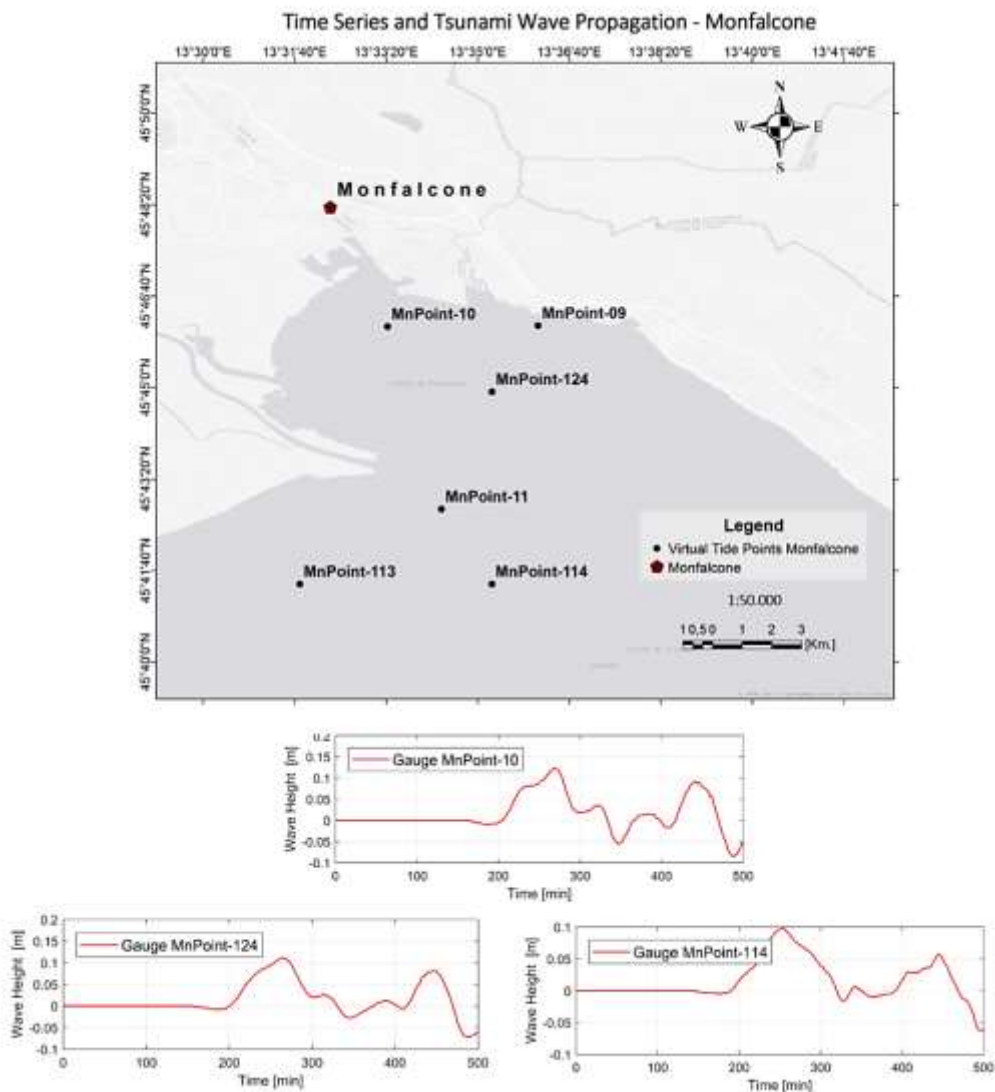 Time Series and Tsunami Wave Propagation - Monfalcone
13°30'0"E 13°31'40"E 13°33'20"E 13°35'0"E 13°36'40"E 13°38'20"E 13°40'0"E 13°41'40"E
N
W E
S
45°50'0"N
45°48'20"N
45°46'40"N
45°45'0"N
45°43'20"N
45°41'40"N
45°40'0"N
Monfalcone
MnPoint-10
MnPoint-09
MnPoint-124
MnPoint-11
MnPoint-113
MnPoint-114
Legend
Virtual Tide Points Monfalcone
Monfalcone
1:50.000
1 0,5 0 1 2 3
[Km.]
Gauge MnPoint-10
Wave Height [m]
0.2
0.15
0.1
0.05
0
-0.05
-0.1
0 100 200 300 400 500
Time [min]
Gauge MnPoint-124
Wave Height [m]
0.2
0.15
0.1
0.05
0
-0.05
-0.1
0 100 200 300 400 500
Time [min]
Gauge MnPoint-114
Wave Height [m]
0.1
0.05
0
-0.05
-0.1
0 100 200 300 400 500
Time [min]